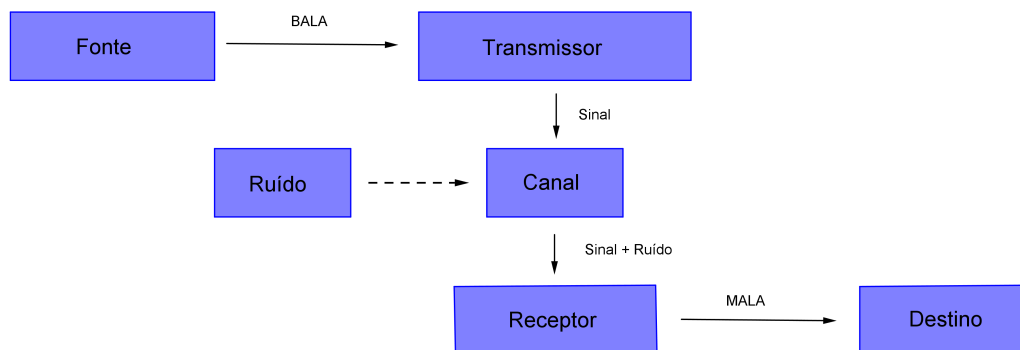 BALA
Fonte
Transmissor
Sinal
Ruído
Canal
Sinal + Ruído
MALA
Receptor
Destino